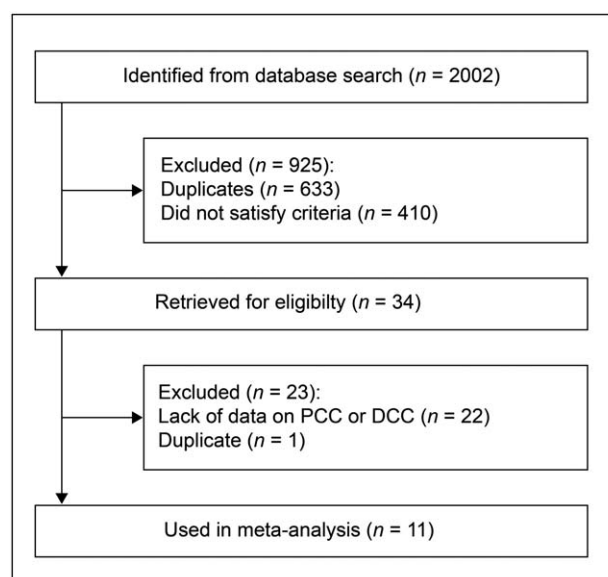 Identified from database search (n = 2002)
Excluded (n = 925):
Duplicates (n = 633)
Did not satisfy criteria (n = 410)
Retrieved for eligibilty (n = 34)
Excluded (n = 23):
Lack of data on PCC or DCC (n = 22)
Duplicate (n = 1)
Used in meta-analysis (n = 11)